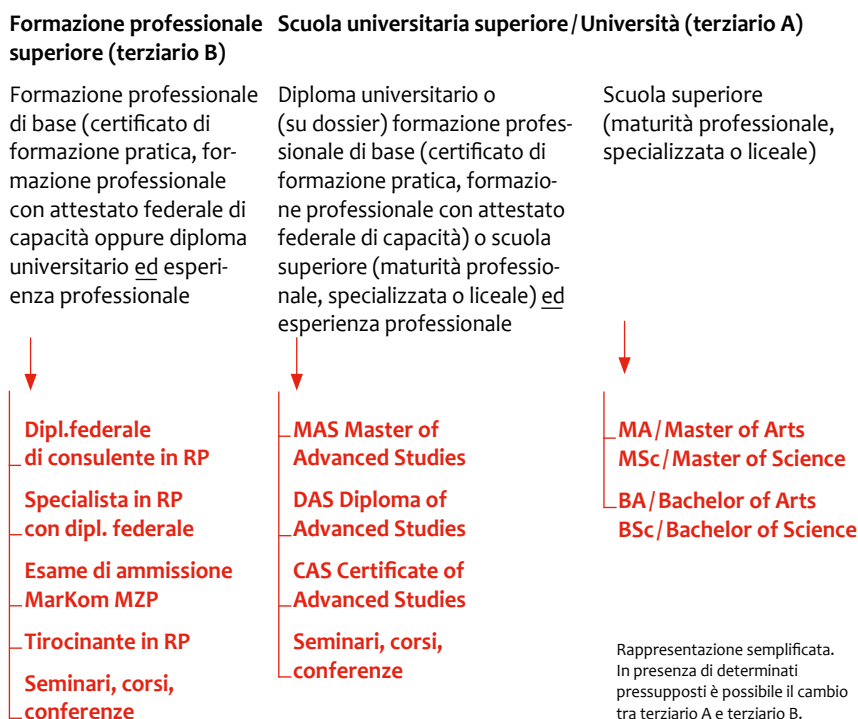 Formazione professionale
superiore (terziario B)
Scuola universitaria superiore/Università (terziario A)
Formazione professionale
di base (certificato di
formazione pratica, for-
mazione professionale
con attestato federale di
capacità oppure diploma
universitario ed esperi-
enza professionale
Diploma universitario o
(su dossier) formazione profes-
sionale di base (certificato di
formazione pratica, formazio-
ne professionale con attestato
federale di capacità) o scuola
superiore (maturità professio-
nale, specializzata o liceale) ed
esperienza professionale
Scuola superiore
(maturità professionale,
specializzata o liceale)
Dipl.federale
di consulente in RP
Specialista in RP
con dipl. federale
Esame di ammissione
MarKom MZP
Tirocinante in RP
Seminari, corsi,
conferenze
MAS Master of
Advanced Studies
DAS Diploma of
Advanced Studies
CAS Certificate of
Advanced Studies
Seminari, corsi,
conferenze
MA/Master of Arts
MSc/Master of Science
BA/Bachelor of Arts
BSc/Bachelor of Science
Rappresentazione semplificata.
In presenza di determinati
pressupposti è possibile il cambio
tra terziario A e terziario B.